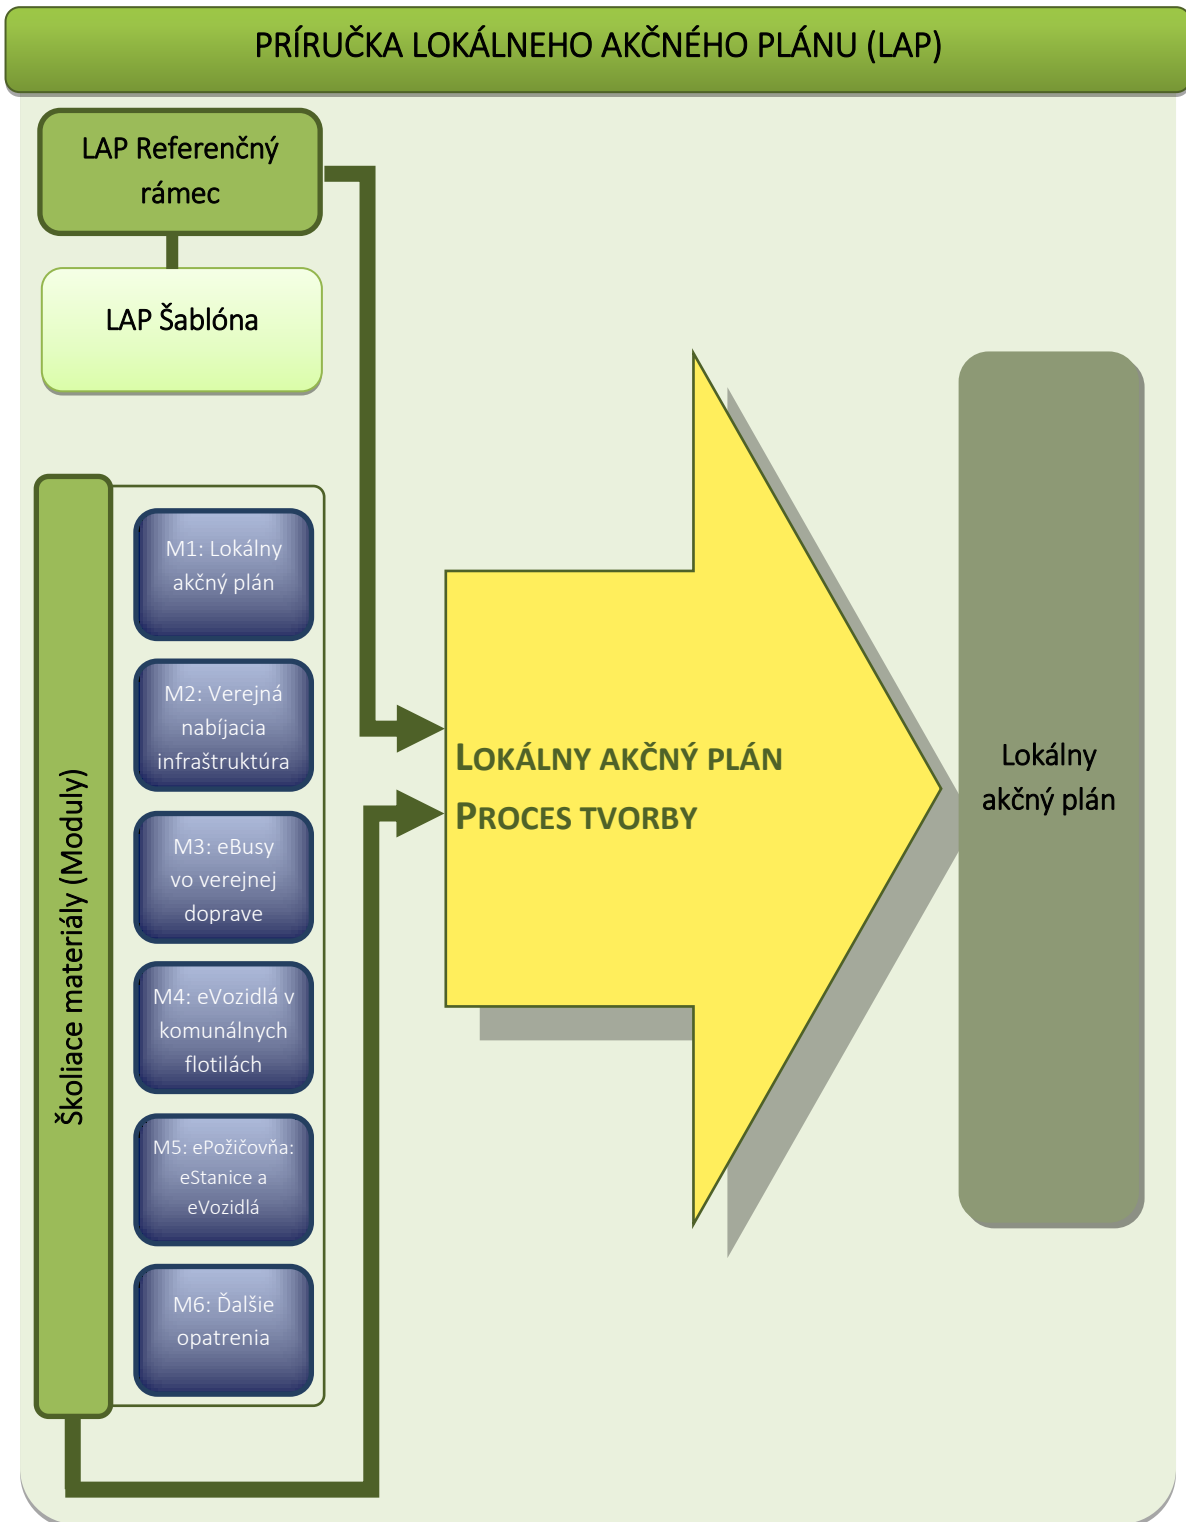 PRÍRUČKA LOKÁLNEHO AKČNÉHO PLÁNU (LAP)
LAP Referenčný
rámec
LAP Šablóna
Školiace materiály (Moduly)
M1: Lokálny
akčný plán
M2: Verejná
nabíjacia
infraštruktúra
M3: eBusy
vo verejnej
doprave
M4: eVozidlá v
komunálnych
flotilách
M5: ePožičovňa:
eStanice a
eVozidlá
M6: Ďalšie
opatrenia
LOKÁLNY AKČNÝ PLÁN
PROCES TVORBY
Lokálny
akčný plán